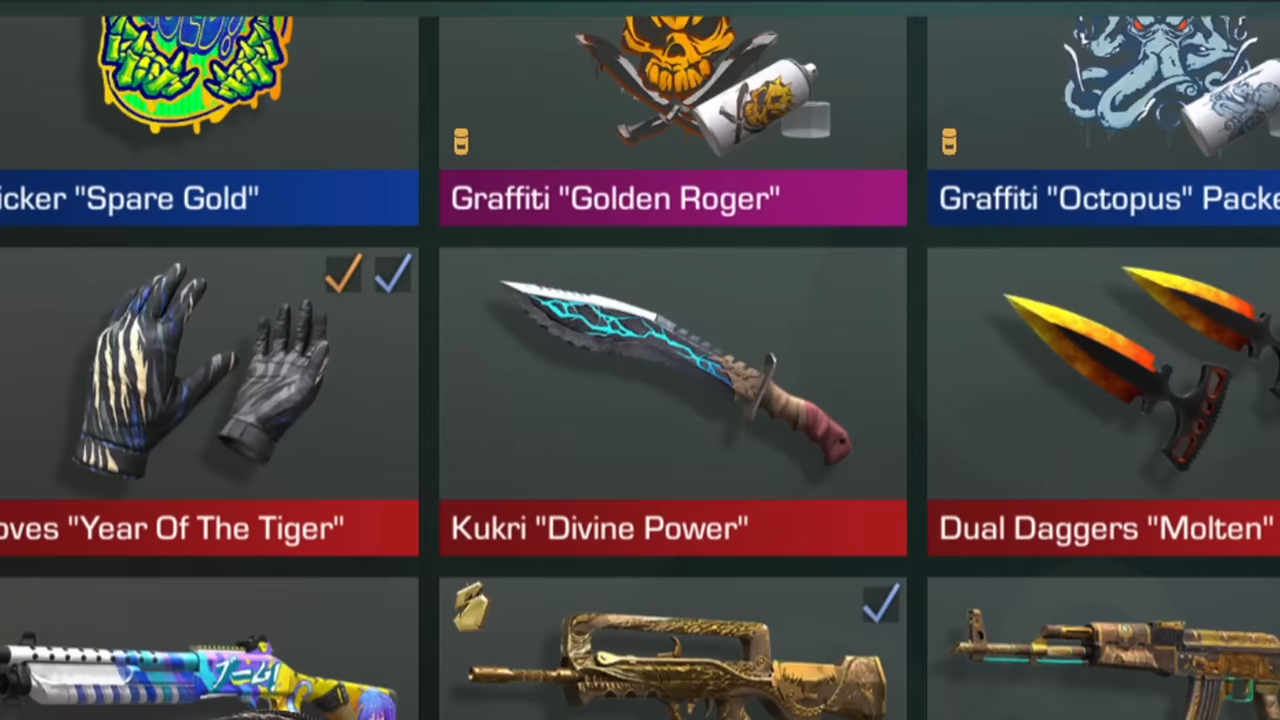 icker "Spare Gold"
Graffiti "Golden Roger"
Graffiti "Octopus" Packe
oves "Year Of The Tiger"
Kukri "Divine Power"
Dual Daggers "Molten"